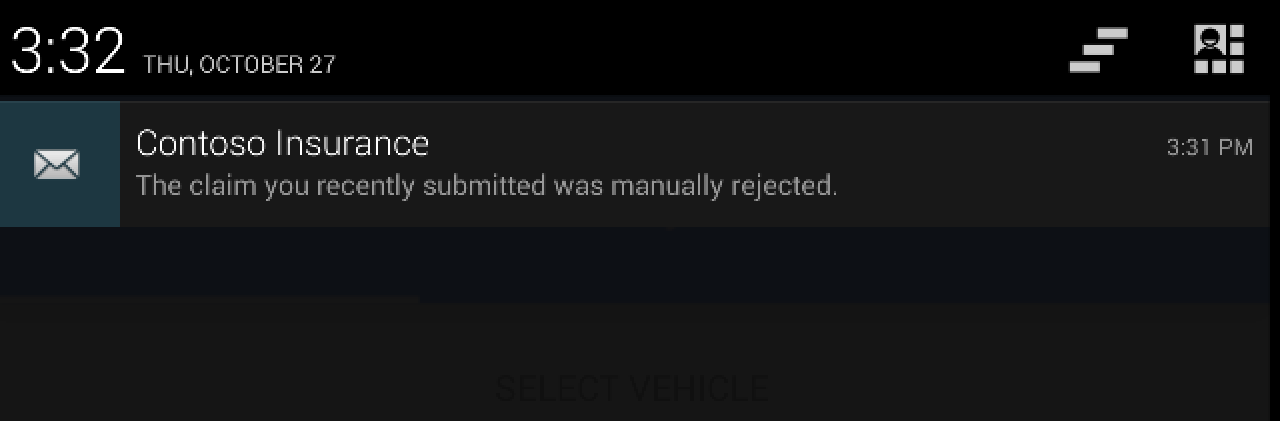 3:32 THU, OCTOBER 27
Contoso Insurance 3:31 PM
The claim you recently submitted was manually rejected.
SELECT VEHICLE